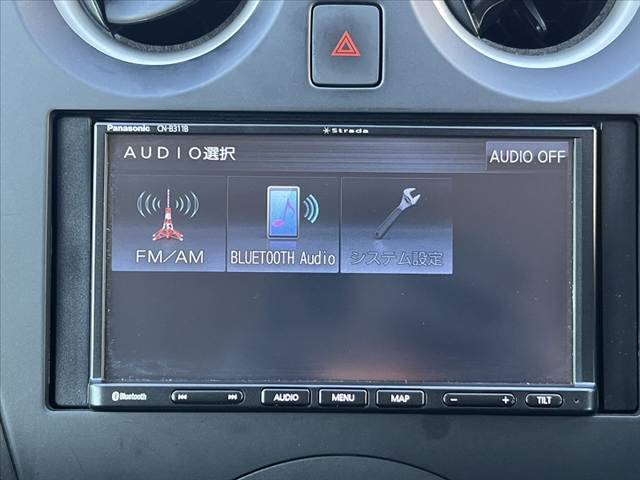 Panasonic CN-B311B
Strada
AUDIO選択
AUDIO OFF
FM/AM
BLUETOOTH Audio
システム設定
Bluetooth
AUDIO
MENU
MAP
− +
TILT